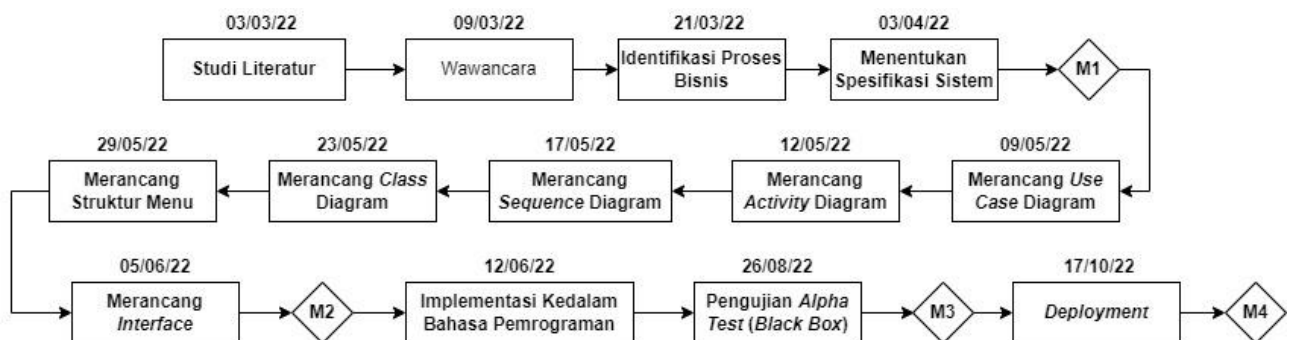 03/03/22
09/03/22
21/03/22
03/04/22
Studi Literatur
Wawancara
Identifikasi Proses
Bisnis
Menentukan
Spesifikasi Sistem
M1
29/05/22
23/05/22
17/05/22
12/05/22
09/05/22
Merancang
Struktur Menu
Merancang Class
Diagram
Merancang
Sequence Diagram
Merancang
Activity Diagram
Merancang Use
Case Diagram
05/06/22
12/06/22
26/08/22
17/10/22
Merancang
Interface
M2
Implementasi Kedalam
Bahasa Pemrograman
Pengujian Alpha
Test (Black Box)
M3
Deployment
M4